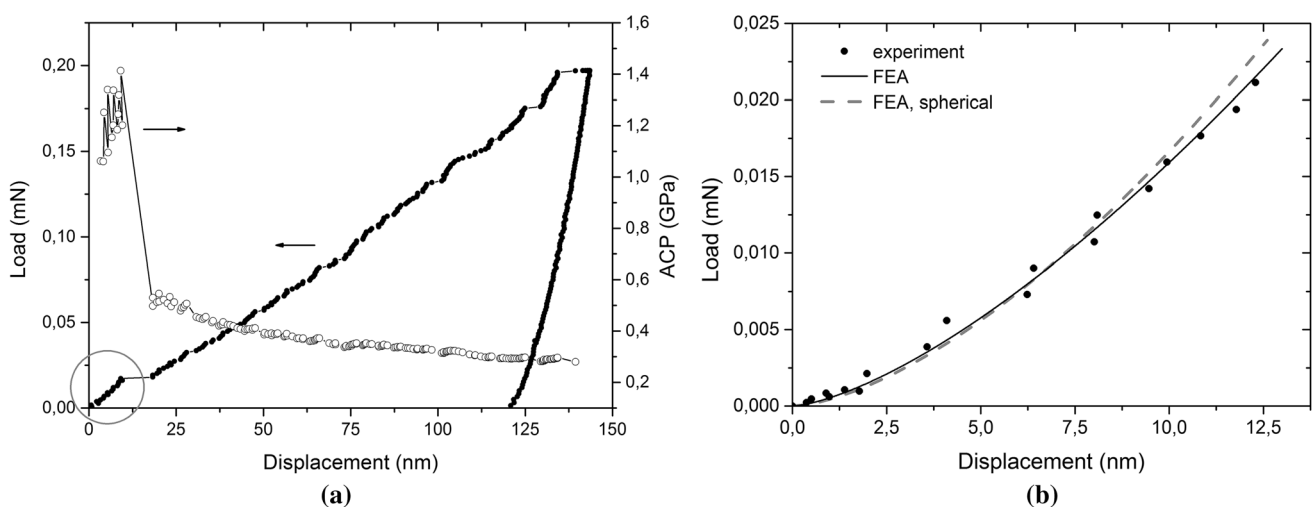 0,20
0,15
0,10
0,05
0,00
Load (mN)
0 25 50 75 100 125 150
Displacement (nm)
1,6
1,4
1,2
1,0
0,8
0,6
0,4
0,2
ACP (GPa)
(a)
0,025
0,020
0,015
0,010
0,005
0,000
Load (mN)
experiment
FEA
FEA, spherical
0,0 2,5 5,0 7,5 10,0 12,5
Displacement (nm)
(b)